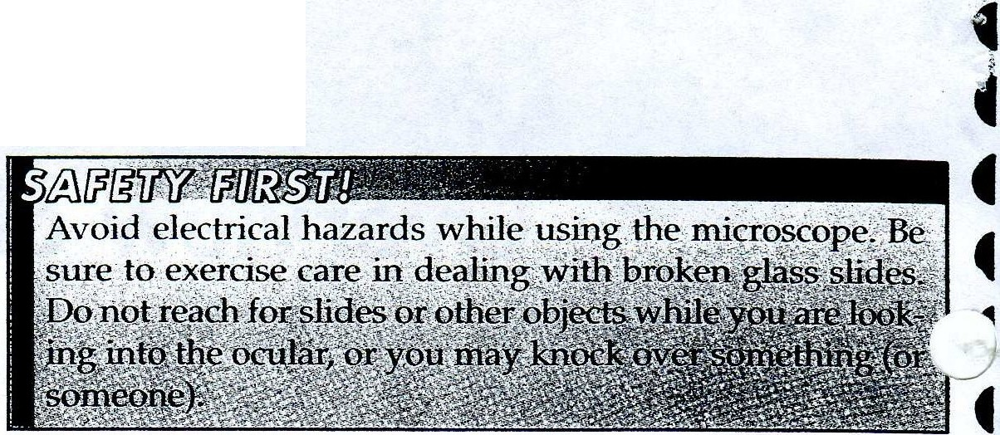 SAFETY FIRST!
Avoid electrical hazards while using the microscope. Be
sure to exercise care in dealing with broken glass slides.
Do not reach for slides or other objects while you are look-
ing into the ocular, or you may knock over something (or
someone).